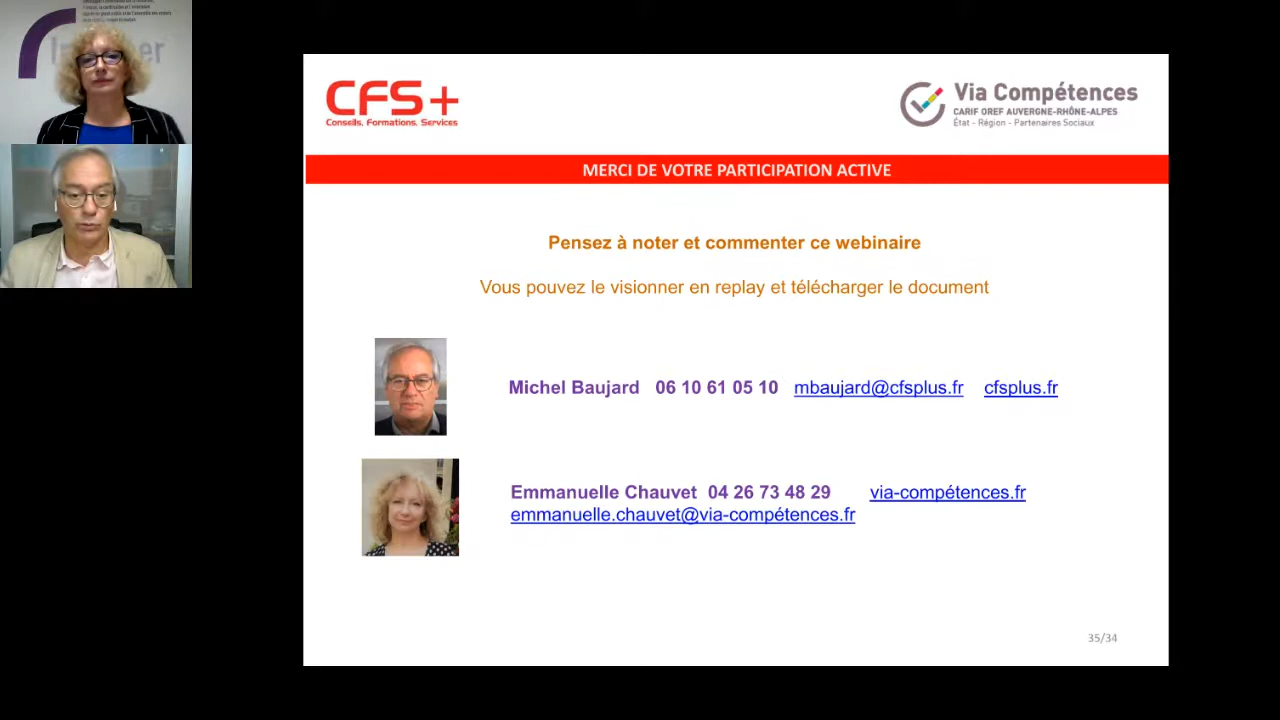 CFS+
Conseils, Formations, Services
Via Compétences
CARIF OREF AUVERGNE-RHÔNE-ALPES
État - Région - Partenaires Sociaux
MERCI DE VOTRE PARTICIPATION ACTIVE
Pensez à noter et commenter ce webinaire
Vous pouvez le visionner en replay et télécharger le document
Michel Baujard 06 10 61 05 10 mbaujard@cfsplus.fr cfsplus.fr
Emmanuelle Chauvet 04 26 73 48 29 via-compétences.fr
emmanuelle.chauvet@via-compétences.fr
35/34